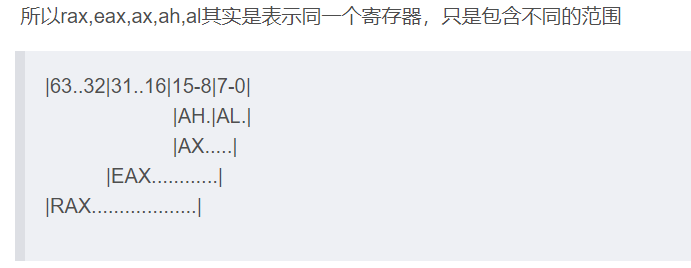 所以rax,eax,ax,ah,al其实是表示同一个寄存器，只是包含不同的范围
|63..32|31..16|15-8|7-0|
|AH.|AL.|
|AX.....|
|EAX............|
|RAX...................|